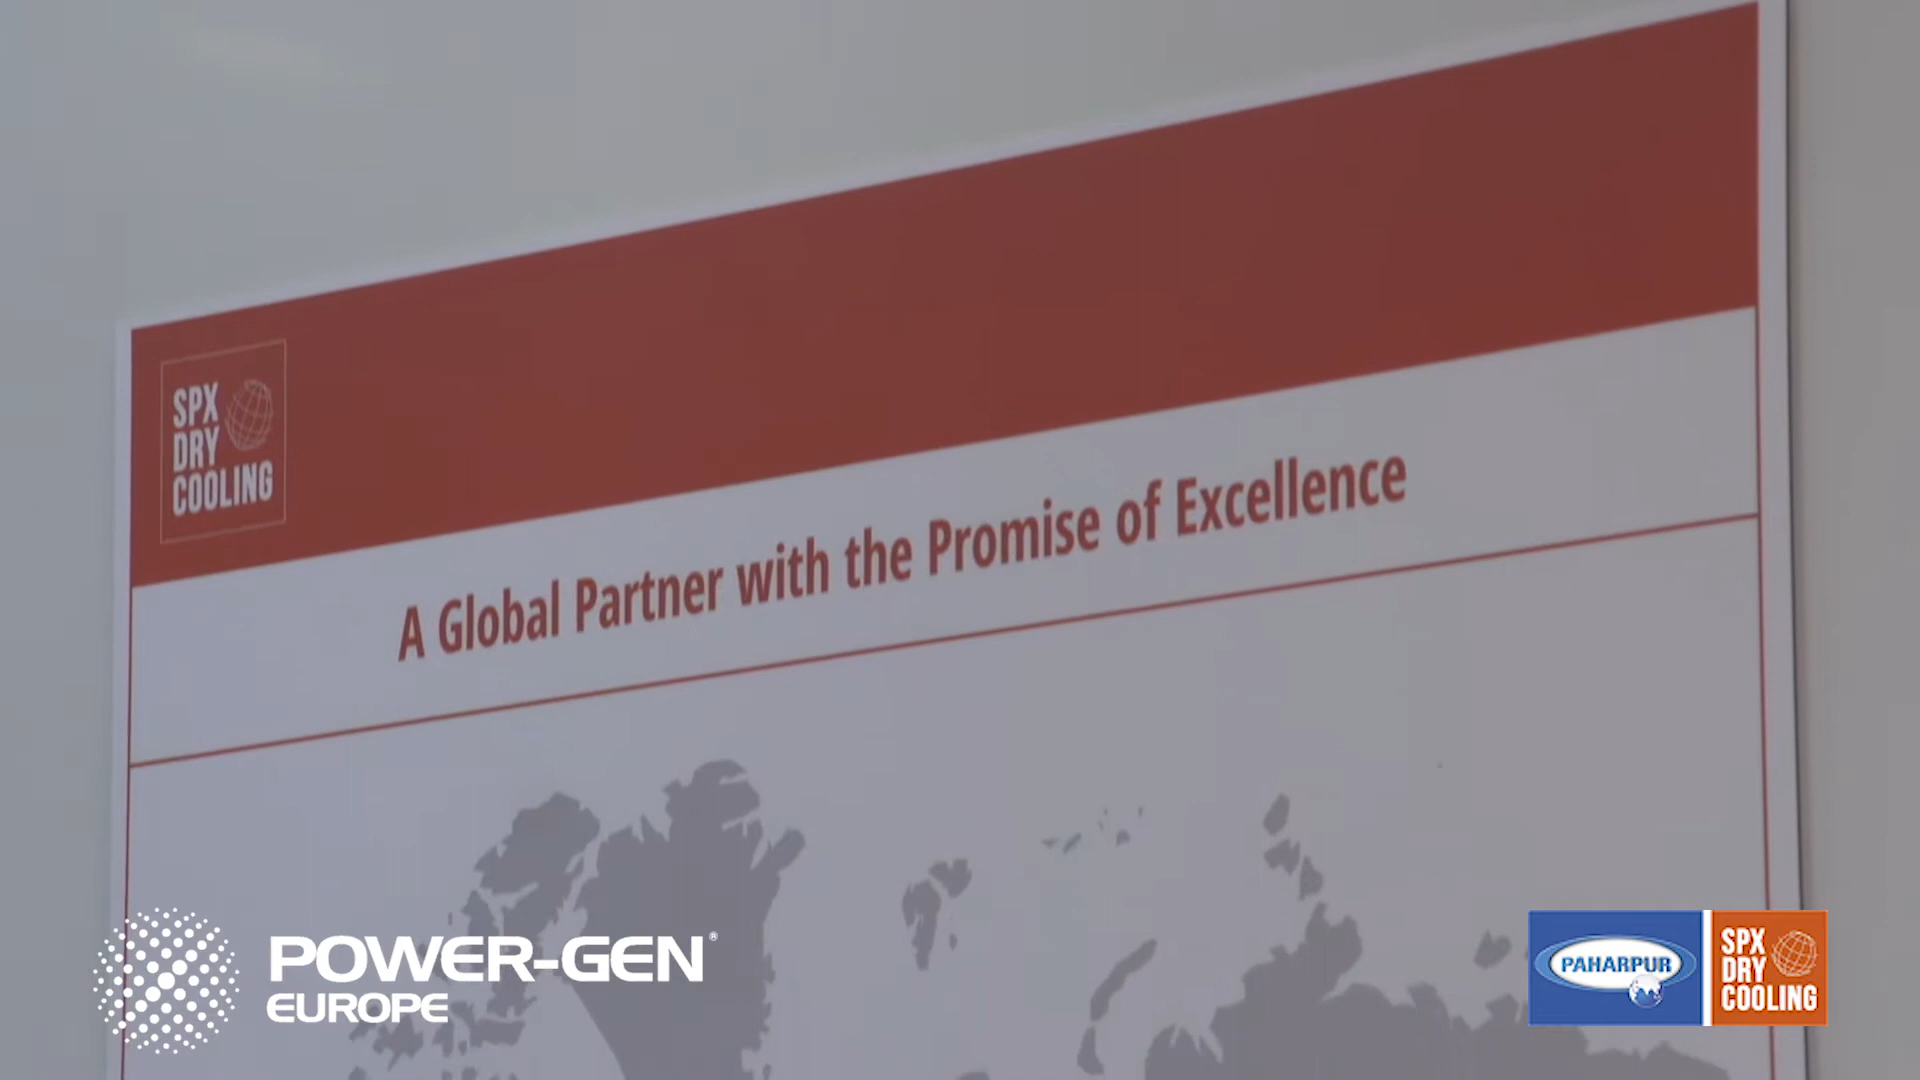 SPX
DRY
COOLING
A Global Partner with the Promise of Excellence
POWER-GEN®
EUROPE
PAHARPUR
SPX
DRY
COOLING